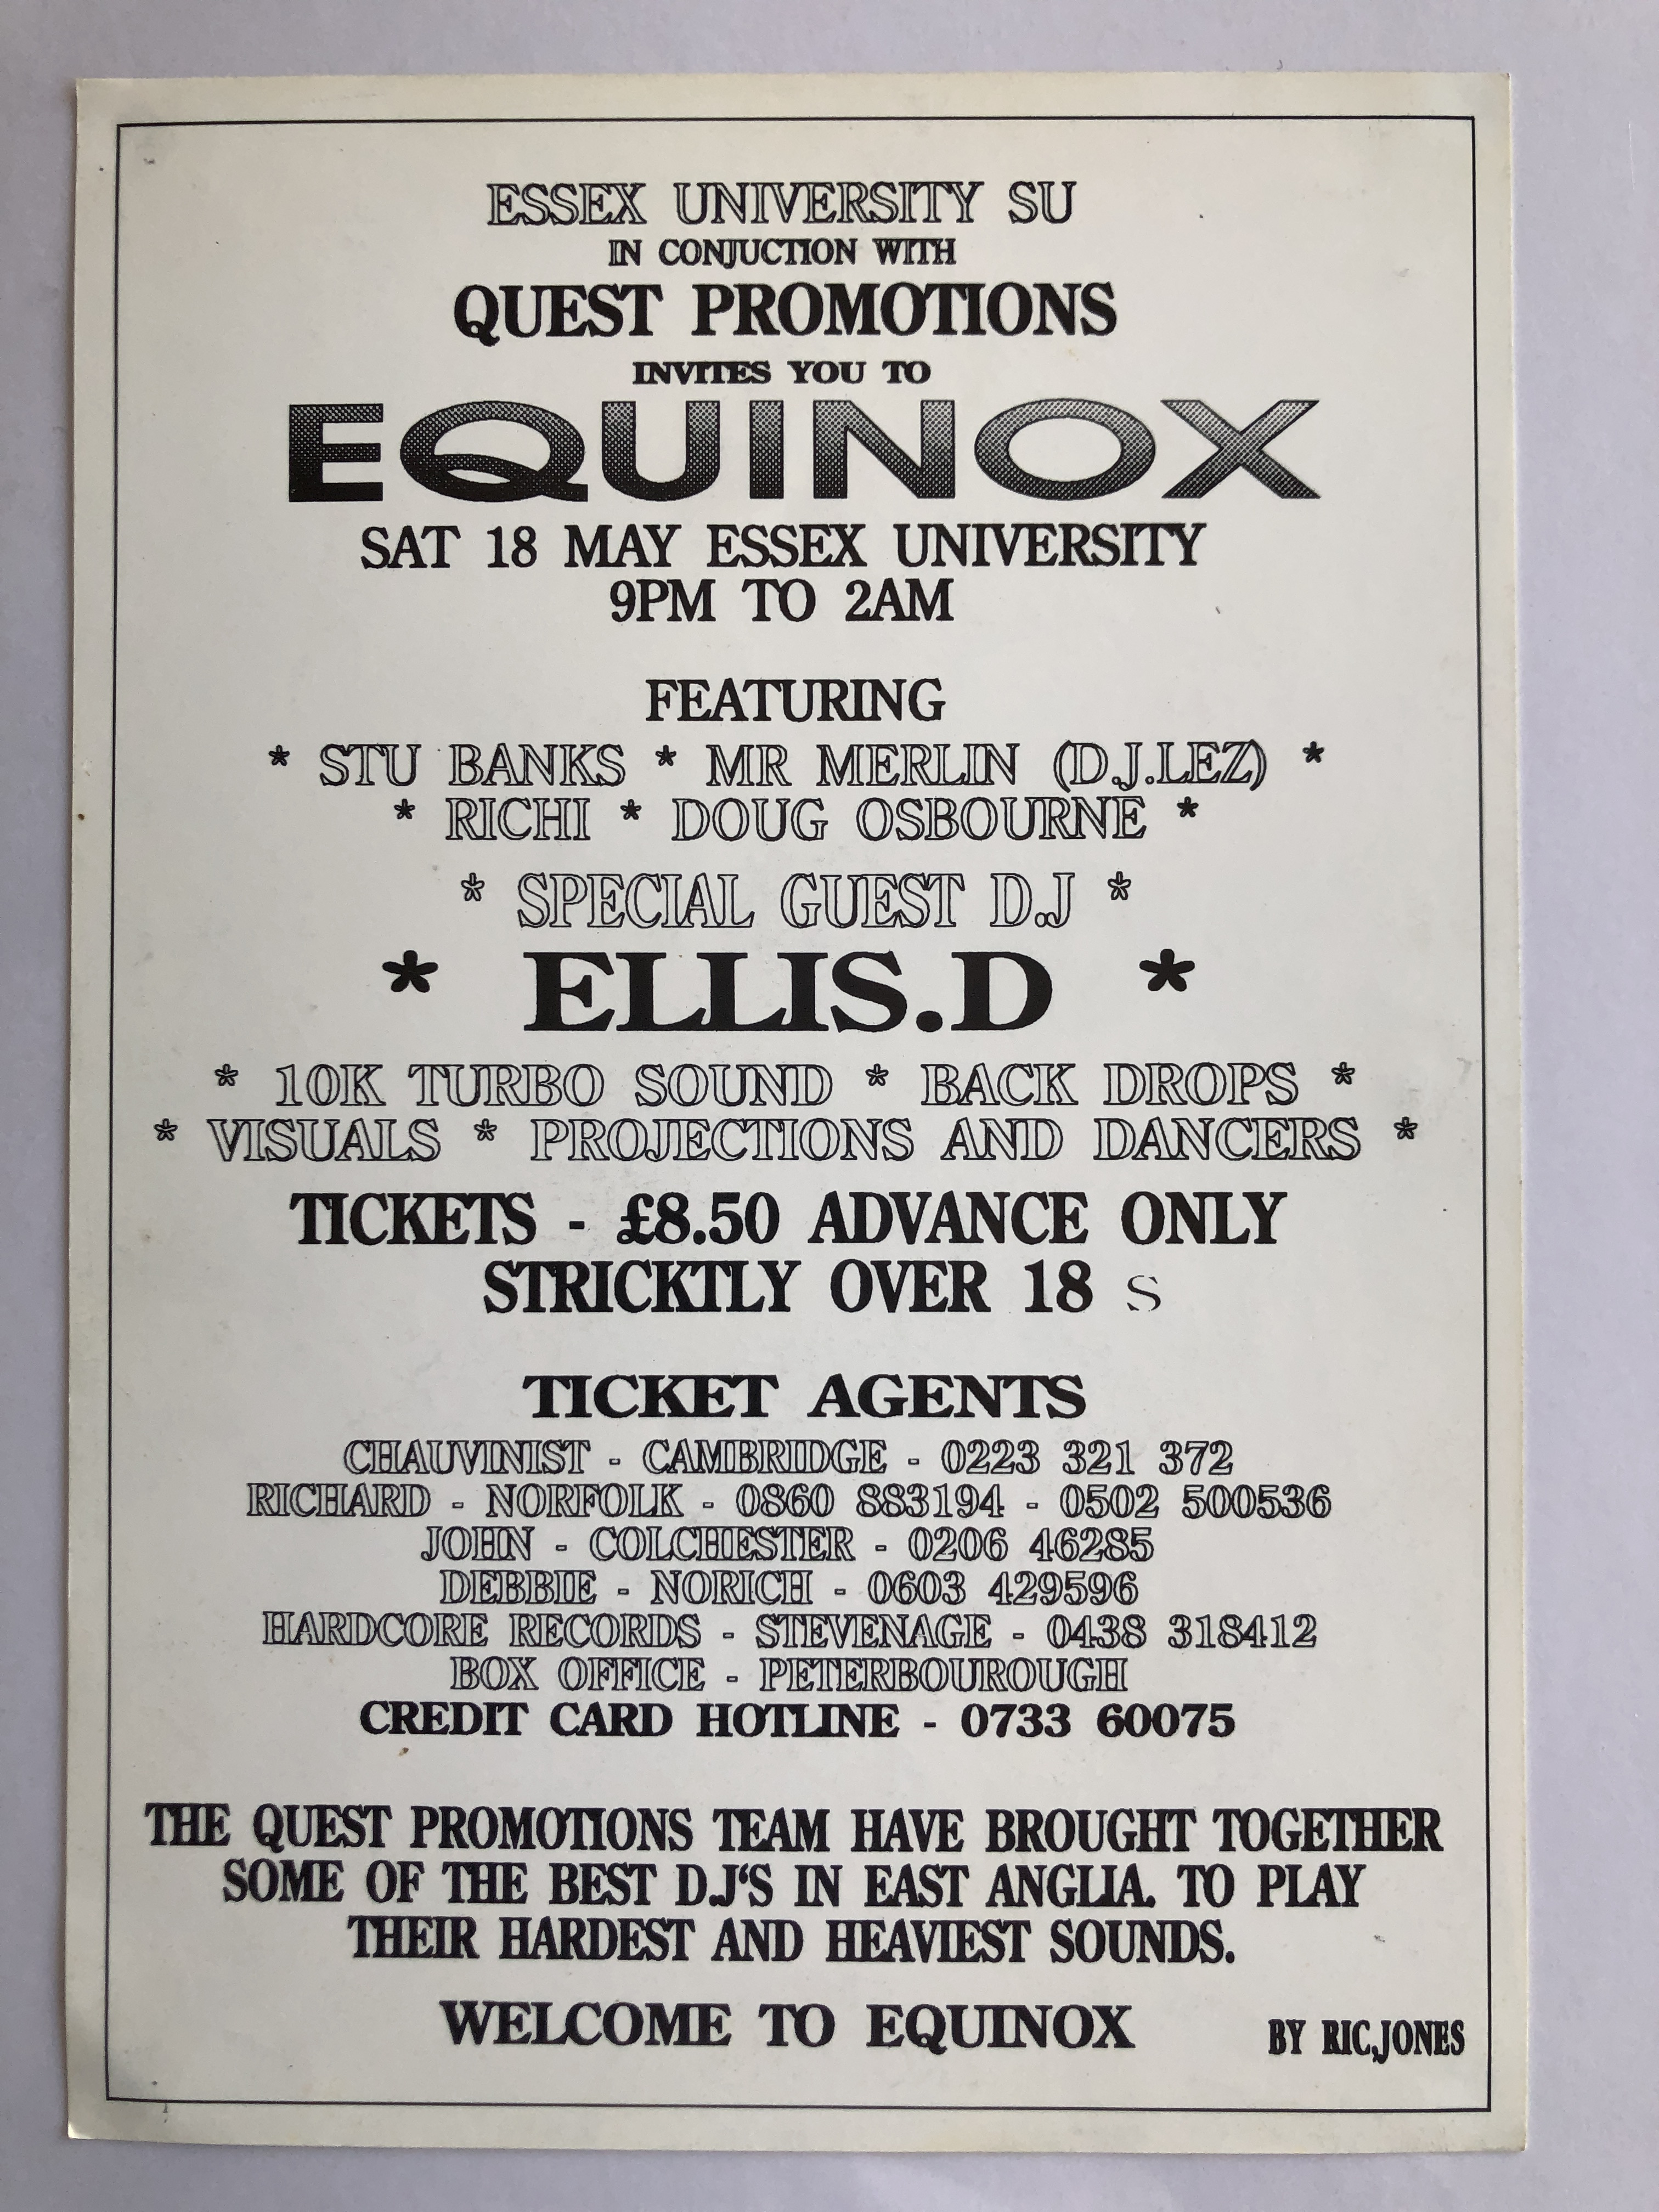 ESSEX UNIVERSITY SU
IN CONJUCTION WITH
QUEST PROMOTIONS
INVITES YOU TO
EQUINOX
SAT 18 MAY ESSEX UNIVERSITY
9PM TO 2AM
FEATURING
* STU BANKS * MR MERLIN (D.J.LEZ) *
* RICHI * DOUG OSBOURNE *
* SPECIAL GUEST D.J *
* ELLIS.D *
* 10K TURBO SOUND * BACK DROPS *
* VISUALS * PROJECTIONS AND DANCERS *
TICKETS - £8.50 ADVANCE ONLY
STRICKTLY OVER 18 S
TICKET AGENTS
CHAUVINIST - CAMBRIDGE - 0223 321 372
RICHARD - NORFOLK - 0860 883194 - 0502 500536
JOHN - COLCHESTER - 0206 46285
DEBBIE - NORICH - 0603 429596
HARDCORE RECORDS - STEVENAGE - 0438 318412
BOX OFFICE - PETERBOUROUGH
CREDIT CARD HOTLINE - 0733 60075
THE QUEST PROMOTIONS TEAM HAVE BROUGHT TOGETHER
SOME OF THE BEST D.J'S IN EAST ANGLIA. TO PLAY
THEIR HARDEST AND HEAVIEST SOUNDS.
WELCOME TO EQUINOX
BY RIC.JONES